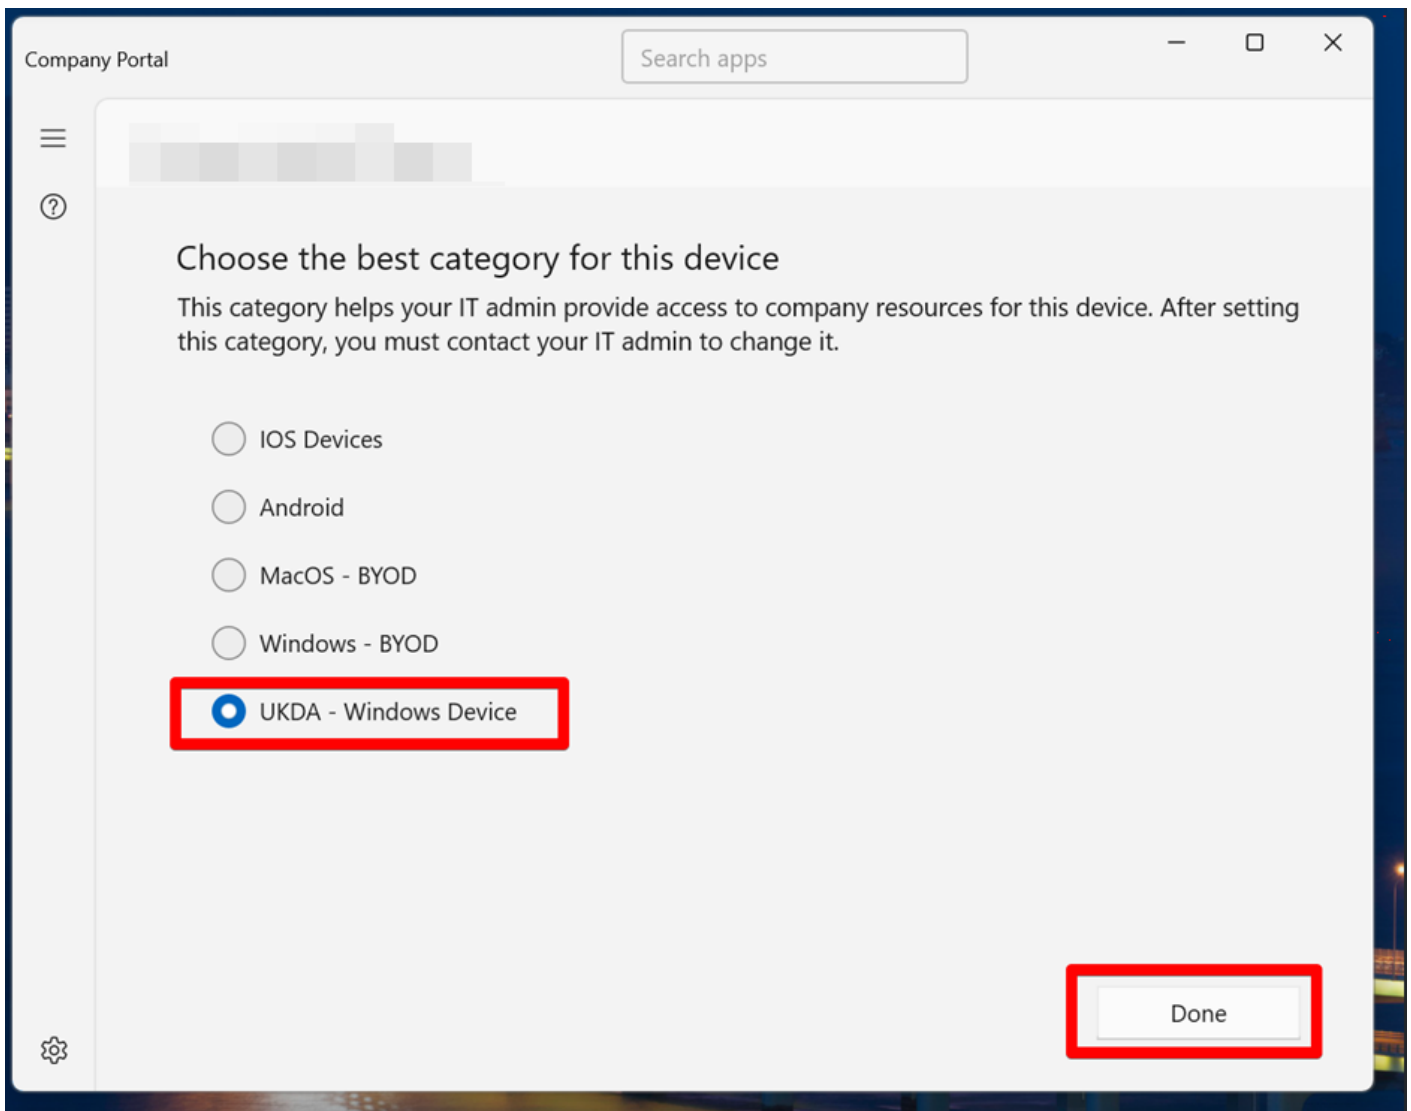 Company Portal
Search apps
Choose the best category for this device
This category helps your IT admin provide access to company resources for this device. After setting
this category, you must contact your IT admin to change it.
IOS Devices
Android
MacOS - BYOD
Windows - BYOD
UKDA - Windows Device
Done